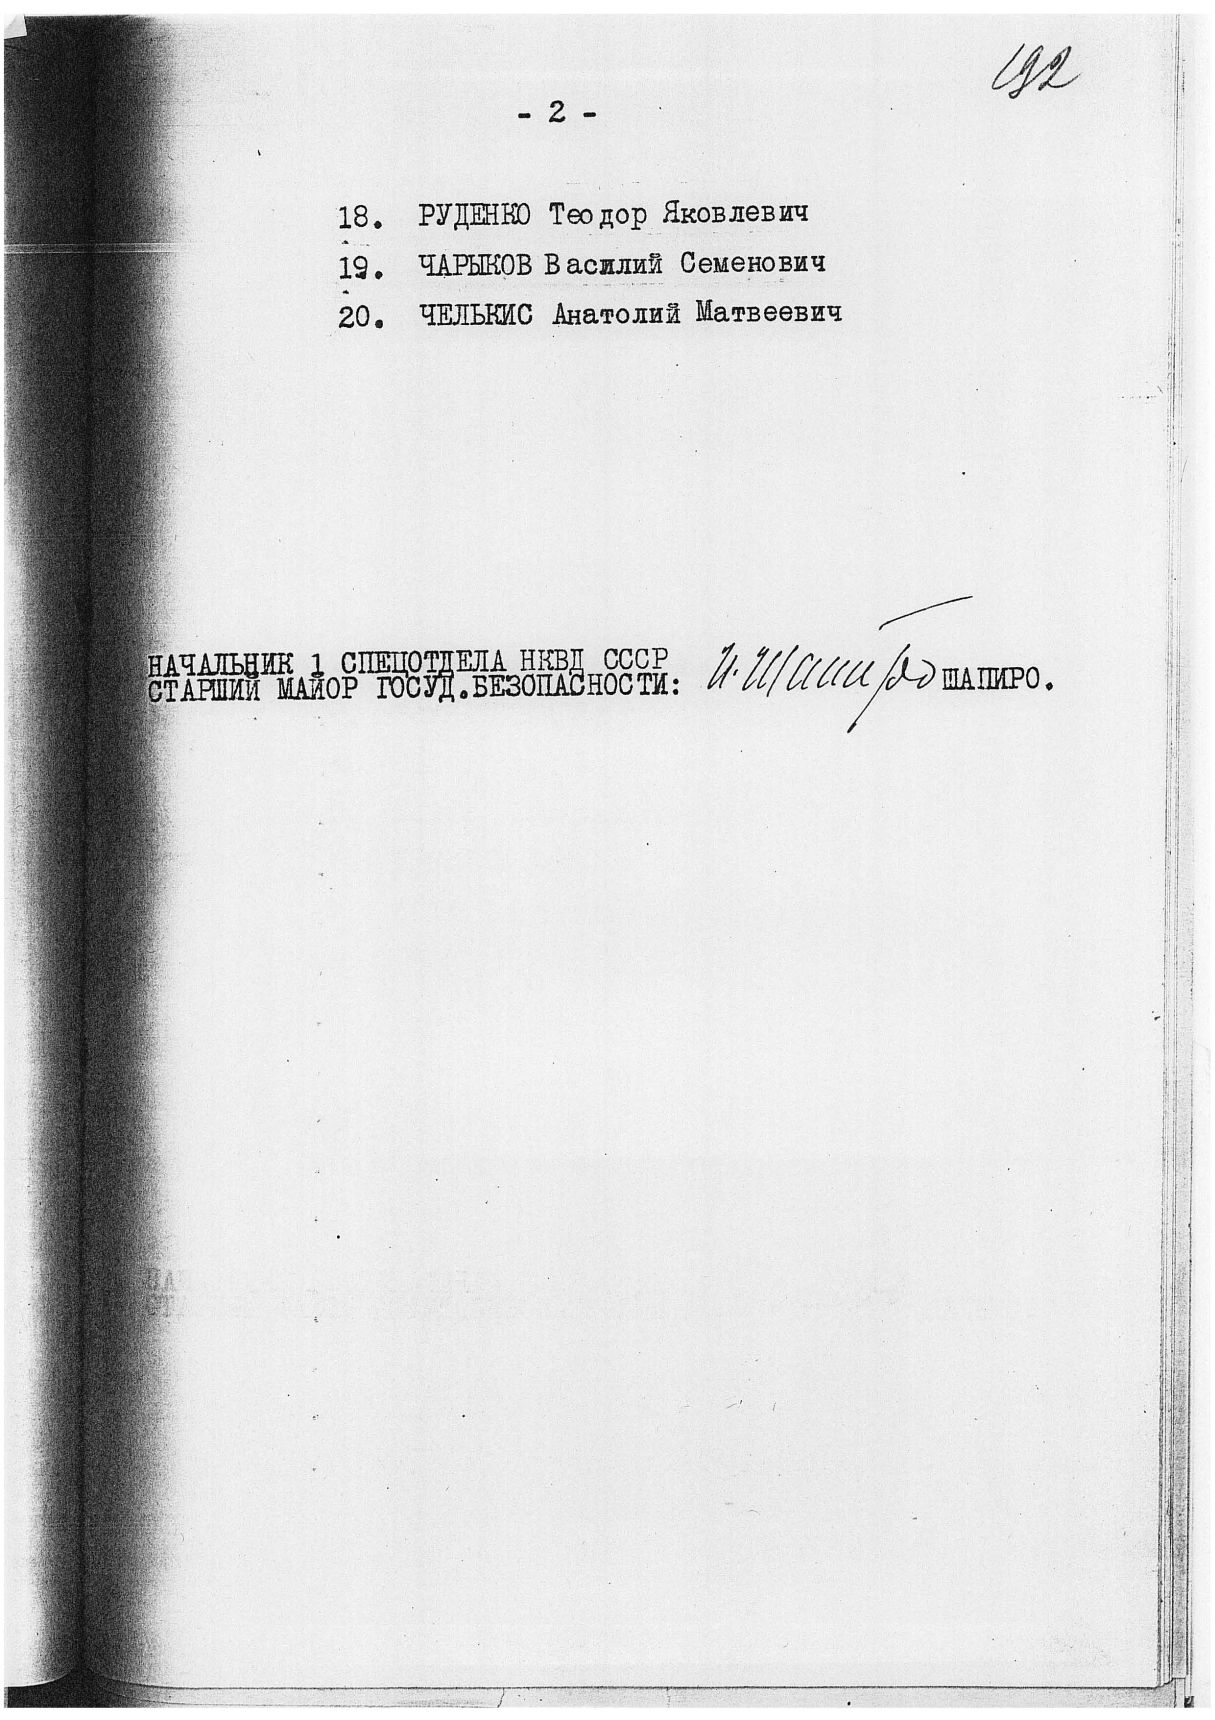 192
- 2 -
18. РУДЕНКО Теодор Яковлевич
19. ЧАРЫКОВ Василий Семенович
20. ЧЕЛЬКИС Анатолий Матвеевич
НАЧАЛЬНИК 1 СПЕЦОТДЕЛА НКВД СССР
СТАРШИЙ МАЙОР ГОСУД.БЕЗОПАСНОСТИ: И. Шапиро ШАПИРО.